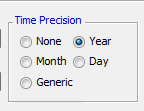 Time Precision
None Year
Month Day
Generic